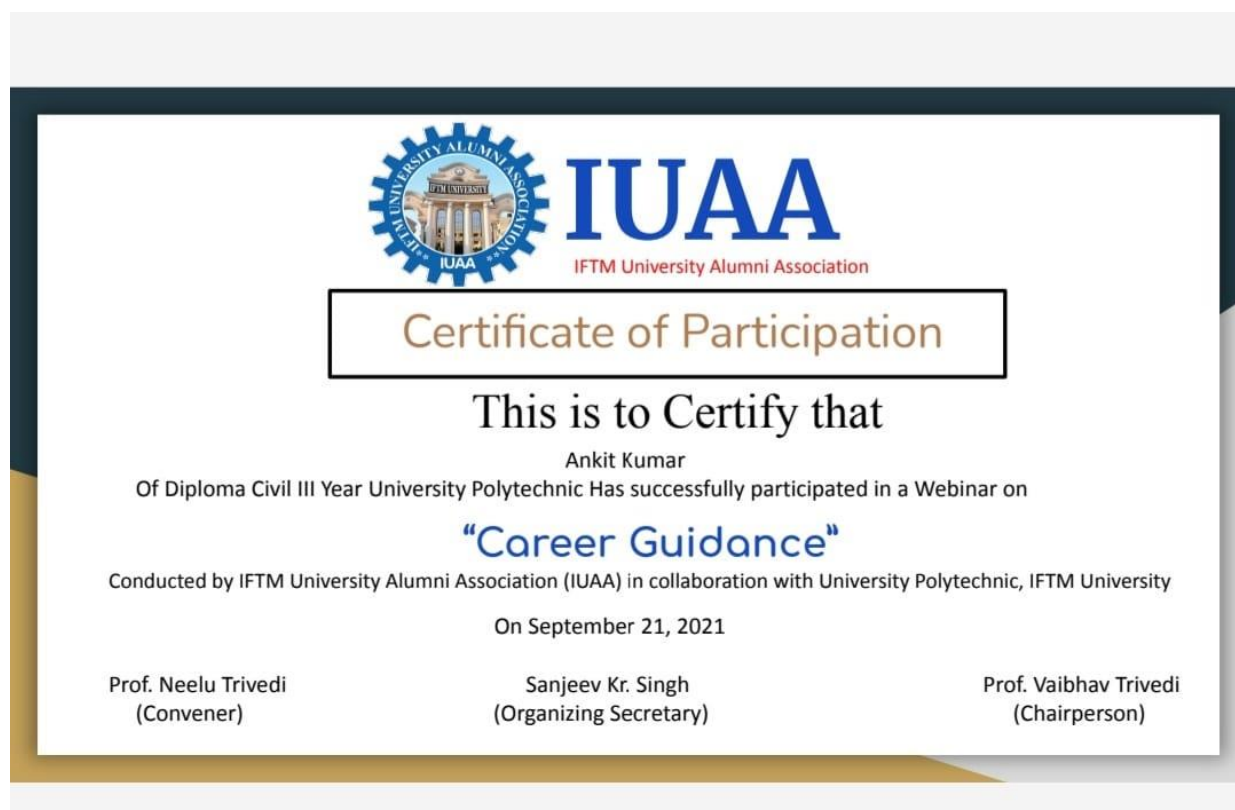 IFTM UNIVERSITY ALUMNI ASSOCIATION
IFTM UNIVERSITY
IUAA
IUAA
IFTM University Alumni Association
Certificate of Participation
This is to Certify that
Ankit Kumar
Of Diploma Civil III Year University Polytechnic Has successfully participated in a Webinar on
“Career Guidance”
Conducted by IFTM University Alumni Association (IUAA) in collaboration with University Polytechnic, IFTM University
On September 21, 2021
Prof. Neelu Trivedi
(Convener)
Sanjeev Kr. Singh
(Organizing Secretary)
Prof. Vaibhav Trivedi
(Chairperson)